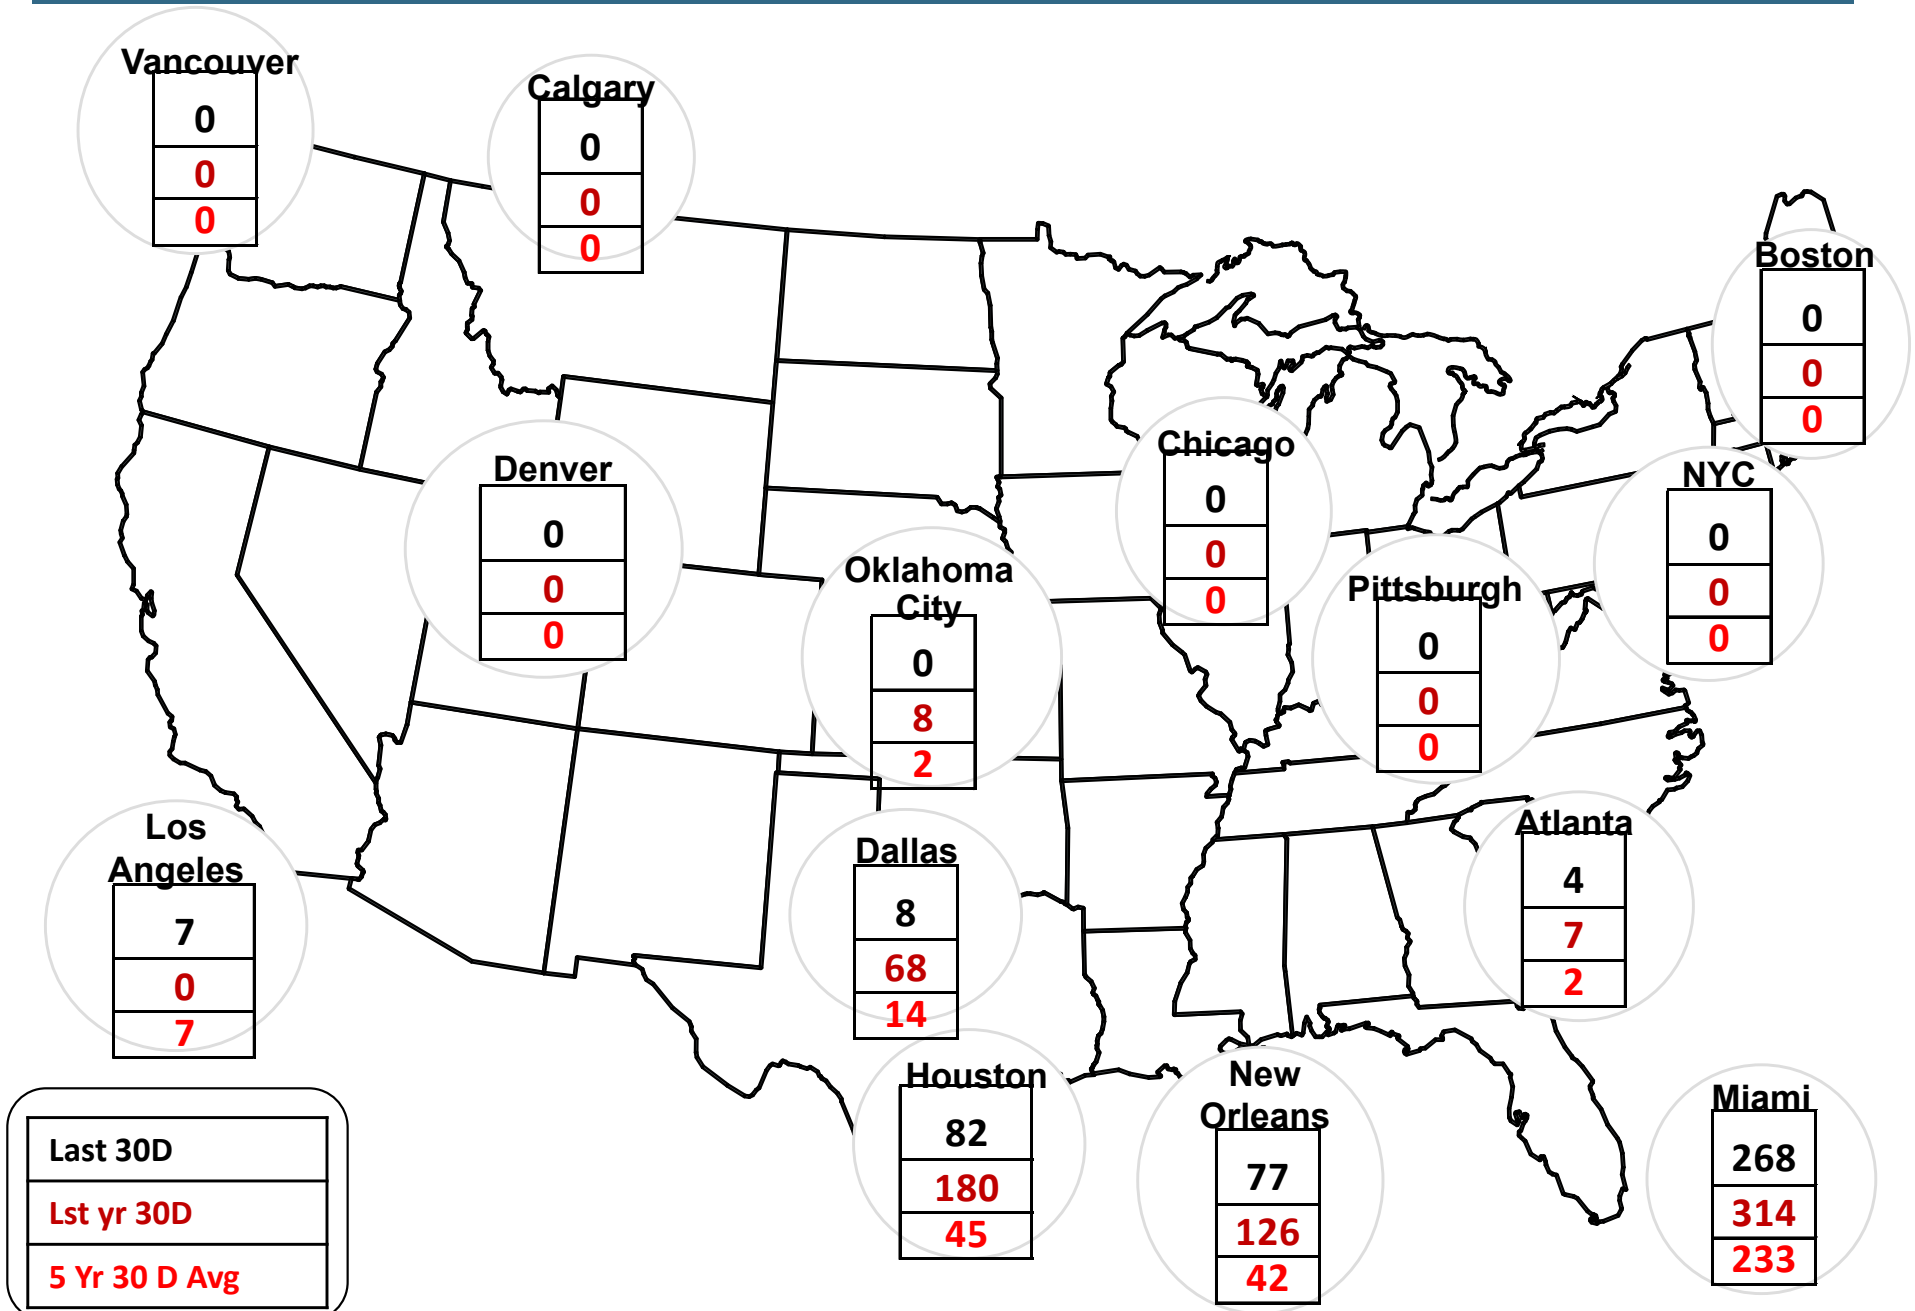 Vancouver
0
0
0
Calgary
0
0
0
Boston
0
0
0
Denver
0
0
0
Chicago
0
0
0
NYC
0
0
0
Oklahoma
City
0
8
2
Pittsburgh
0
0
0
Los
Angeles
7
0
7
Dallas
8
68
14
Atlanta
4
7
2
Houston
82
180
45
New
Orleans
77
126
42
Miami
268
314
233
Last 30D
Lst yr 30D
5 Yr 30 D Avg